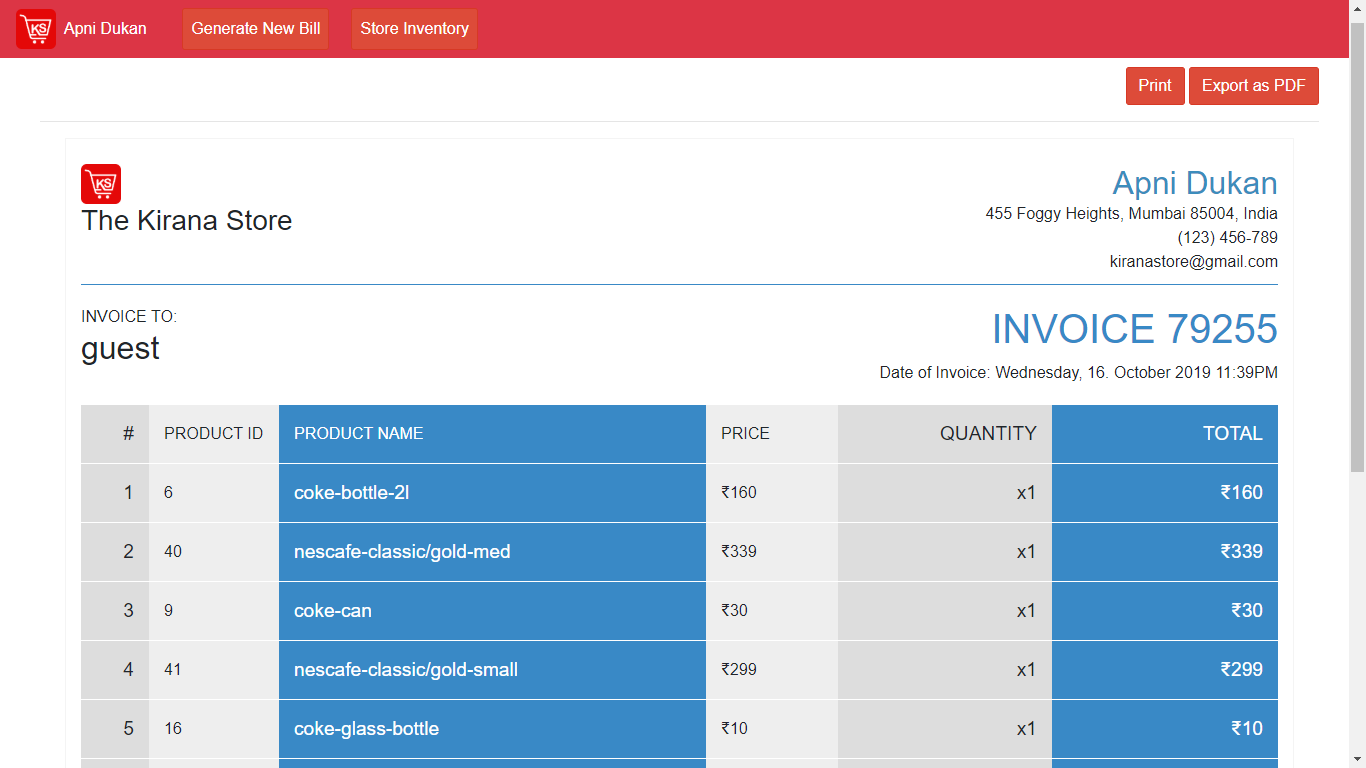 KS Apni Dukan Generate New Bill Store Inventory
Print Export as PDF
KS
The Kirana Store
Apni Dukan
455 Foggy Heights, Mumbai 85004, India
(123) 456-789
kiranastore@gmail.com
INVOICE TO:
guest
INVOICE 79255
Date of Invoice: Wednesday, 16. October 2019 11:39PM
# PRODUCT ID PRODUCT NAME PRICE QUANTITY TOTAL
1 6 coke-bottle-2l ₹160 x1 ₹160
2 40 nescafe-classic/gold-med ₹339 x1 ₹339
3 9 coke-can ₹30 x1 ₹30
4 41 nescafe-classic/gold-small ₹299 x1 ₹299
5 16 coke-glass-bottle ₹10 x1 ₹10